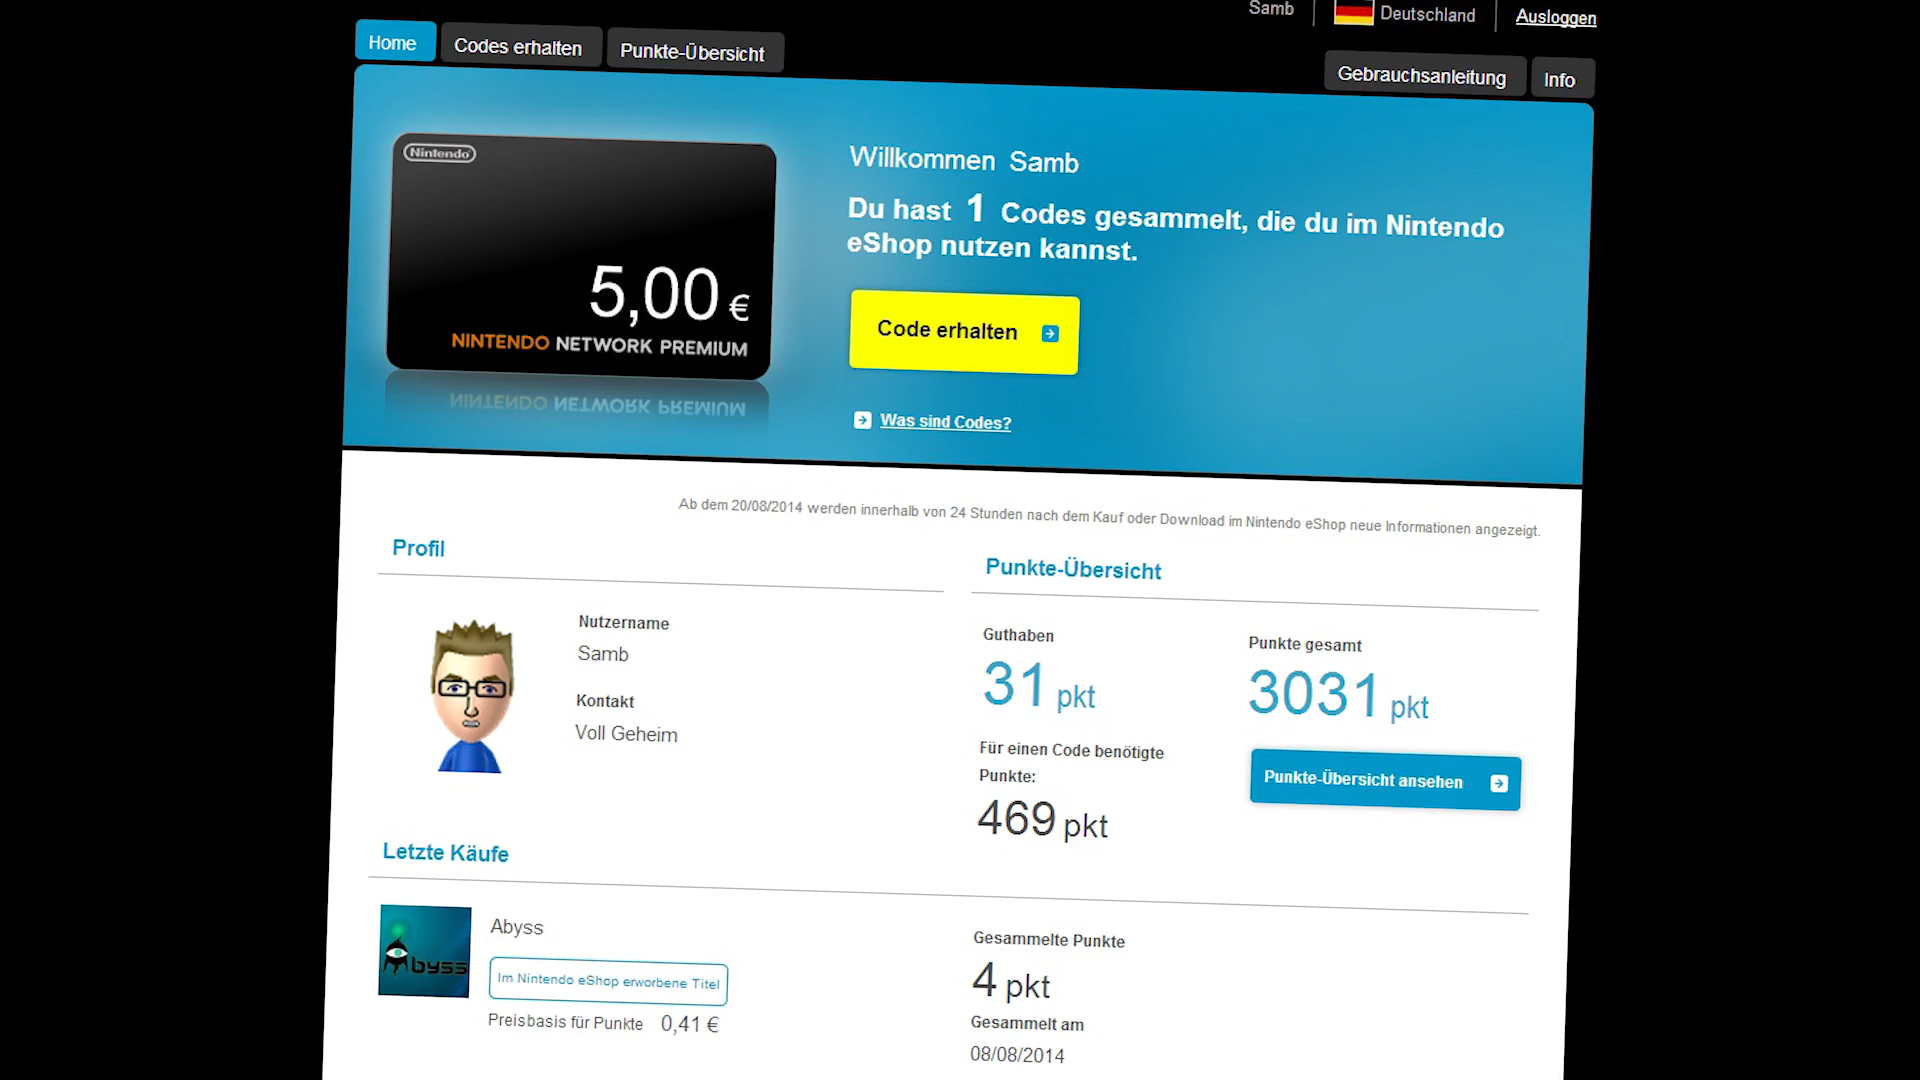 Samb
Deutschland
Ausloggen
Home
Codes erhalten
Punkte-Übersicht
Gebrauchsanleitung
Info
Nintendo
5,00 €
NINTENDO NETWORK PREMIUM
NINTENDO NETWORK PREMIUM
Willkommen Samb
Du hast 1 Codes gesammelt, die du im Nintendo
eShop nutzen kannst.
Code erhalten
Was sind Codes?
Ab dem 20/08/2014 werden innerhalb von 24 Stunden nach dem Kauf oder Download im Nintendo eShop neue Informationen angezeigt.
Profil
Nutzername
Samb
Kontakt
Voll Geheim
Punkte-Übersicht
Guthaben
31 pkt
Punkte gesamt
3031 pkt
Für einen Code benötigte
Punkte:
469 pkt
Punkte-Übersicht ansehen
Letzte Käufe
Abyss
Abyss
Im Nintendo eShop erworbene Titel
Preisbasis für Punkte 0,41 €
Gesammelte Punkte
4 pkt
Gesammelt am
08/08/2014